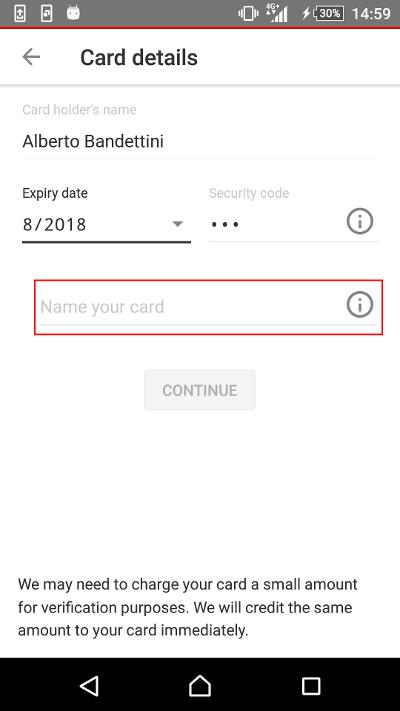 4G+ 30% 14:59
Card details
Card holder's name
Alberto Bandettini
Expiry date Security code
8/2018 •••
Name your card
CONTINUE
We may need to charge your card a small amount
for verification purposes. We will credit the same
amount to your card immediately.